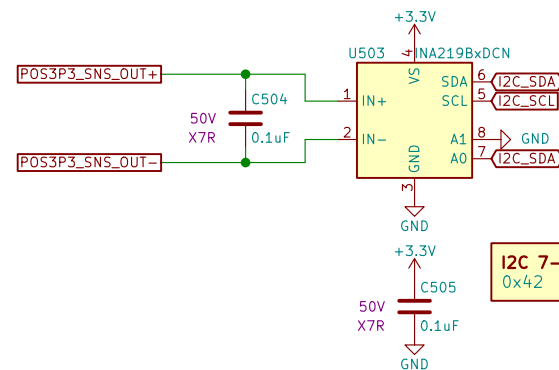 +3.3V
U503
INA219BxDCN
4
VS
POS3P3_SNS_OUT+
SDA
6
I2C_SDA
C504
1
IN+
SCL
5
I2C_SCL
50V
X7R
0.1uF
2
IN-
A1
8
GND
A0
7
I2C_SDA
POS3P3_SNS_OUT-
GND
3
GND
+3.3V
I2C 7-
0x42
C505
50V
X7R
0.1uF
GND